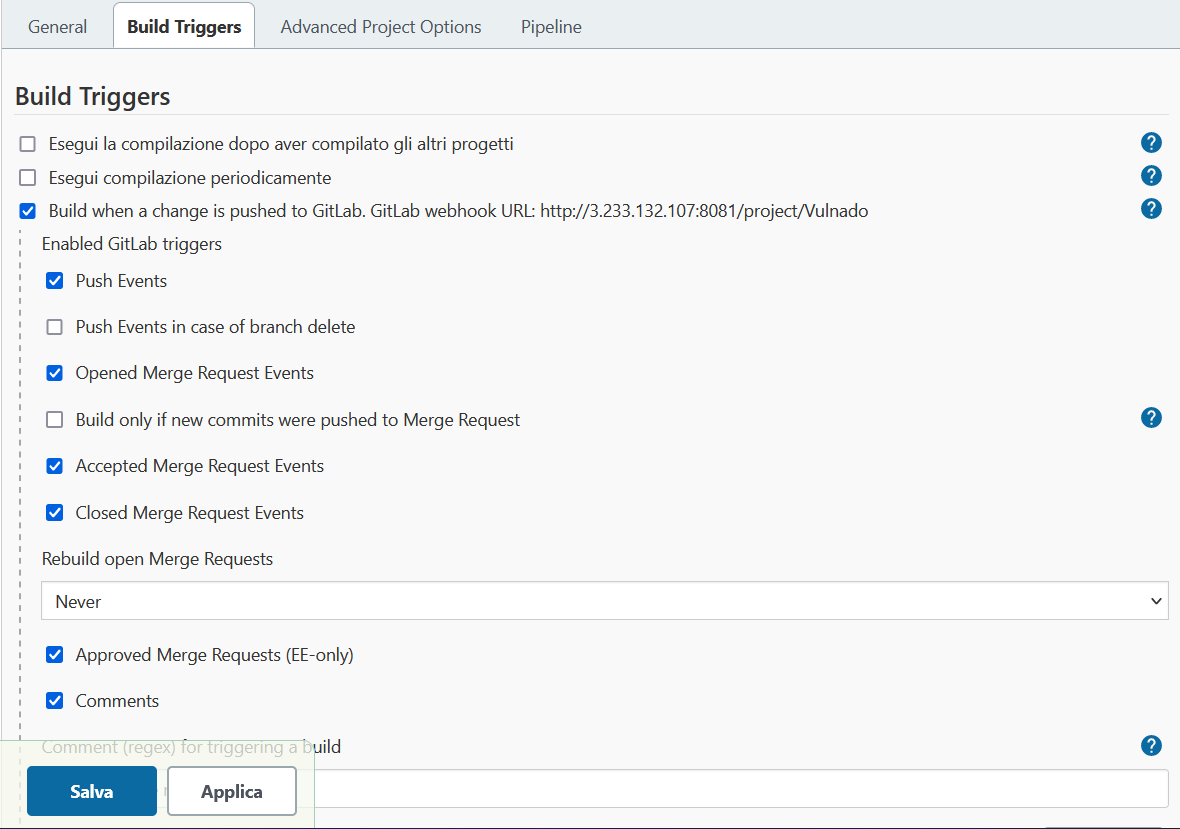 General Build Triggers Advanced Project Options Pipeline
Build Triggers
Esegui la compilazione dopo aver compilato gli altri progetti ?
Esegui compilazione periodicamente ?
Build when a change is pushed to GitLab. GitLab webhook URL: http://3.233.132.107:8081/project/Vulnado ?
Enabled GitLab triggers
Push Events
Push Events in case of branch delete
Opened Merge Request Events
Build only if new commits were pushed to Merge Request ?
Accepted Merge Request Events
Closed Merge Request Events
Rebuild open Merge Requests
Never
Approved Merge Requests (EE-only)
Comments
Comment (regex) for triggering a build ?
Salva Applica